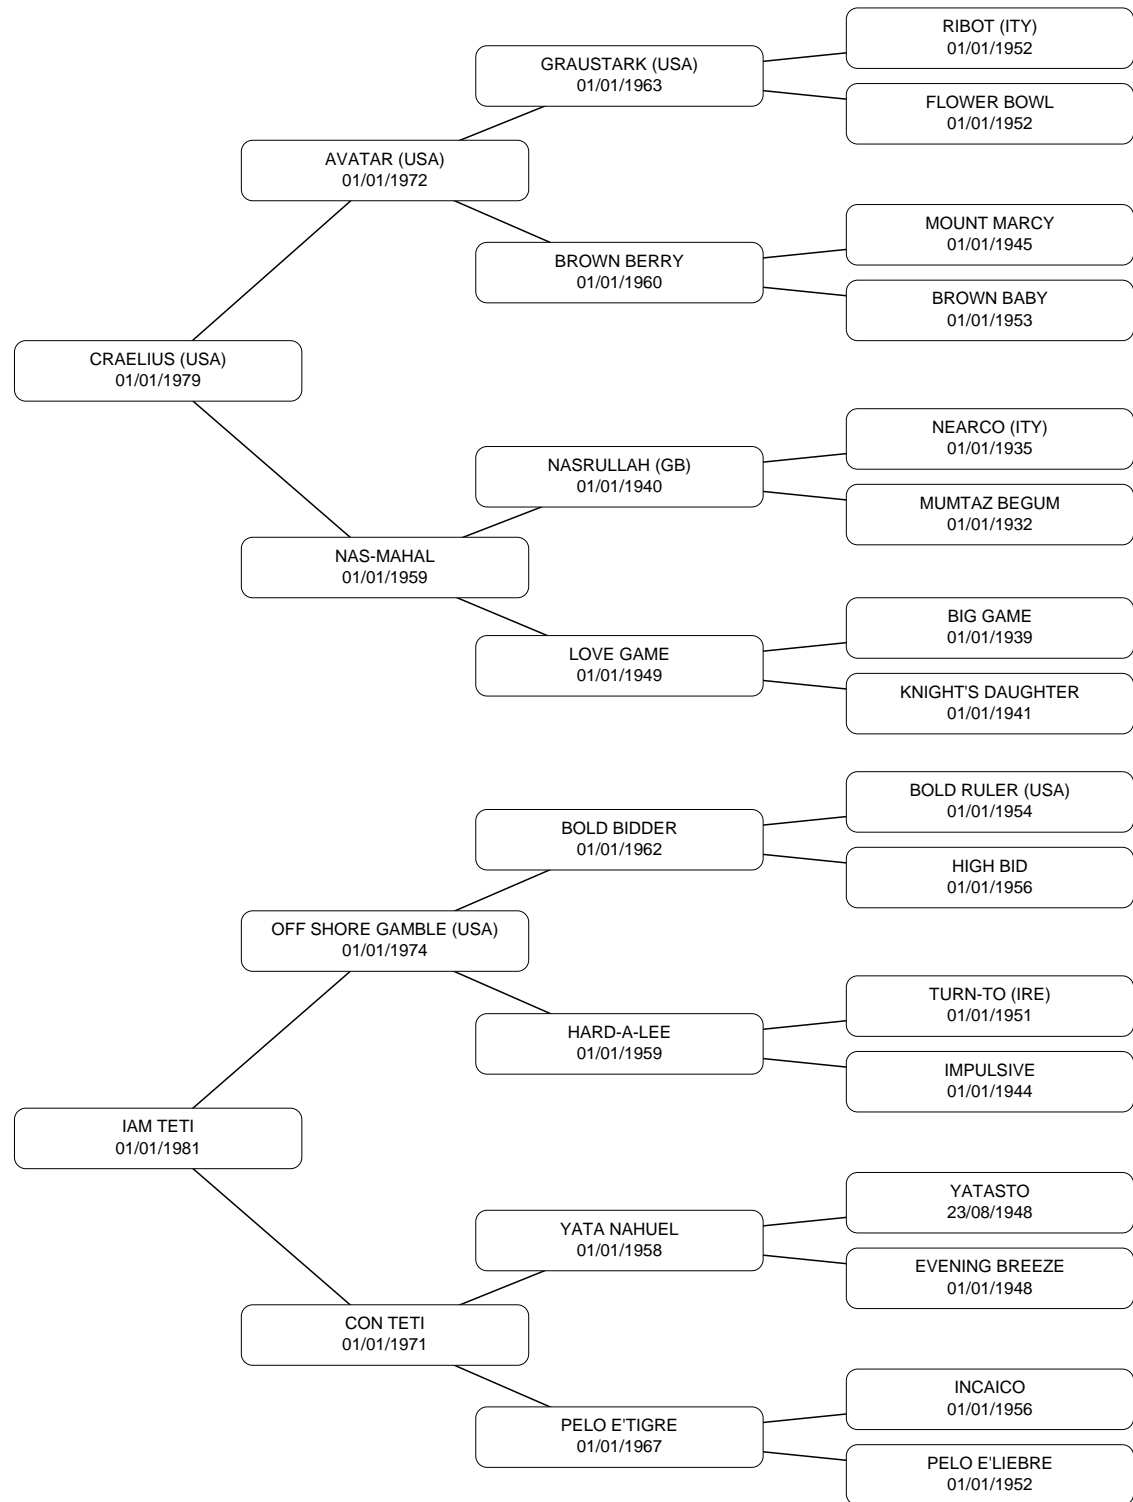 RIBOT (ITY)
01/01/1952
GRAUSTARK (USA)
01/01/1963
FLOWER BOWL
01/01/1952
AVATAR (USA)
01/01/1972
MOUNT MARCY
01/01/1945
BROWN BERRY
01/01/1960
BROWN BABY
01/01/1953
CRAELIUS (USA)
01/01/1979
NEARCO (ITY)
01/01/1935
NASRULLAH (GB)
01/01/1940
MUMTAZ BEGUM
01/01/1932
NAS-MAHAL
01/01/1959
BIG GAME
01/01/1939
LOVE GAME
01/01/1949
KNIGHT'S DAUGHTER
01/01/1941
BOLD RULER (USA)
01/01/1954
BOLD BIDDER
01/01/1962
HIGH BID
01/01/1956
OFF SHORE GAMBLE (USA)
01/01/1974
TURN-TO (IRE)
01/01/1951
HARD-A-LEE
01/01/1959
IMPULSIVE
01/01/1944
IAM TETI
01/01/1981
YATASTO
23/08/1948
YATA NAHUEL
01/01/1958
EVENING BREEZE
01/01/1948
CON TETI
01/01/1971
INCAICO
01/01/1956
PELO E'TIGRE
01/01/1967
PELO E'LIEBRE
01/01/1952